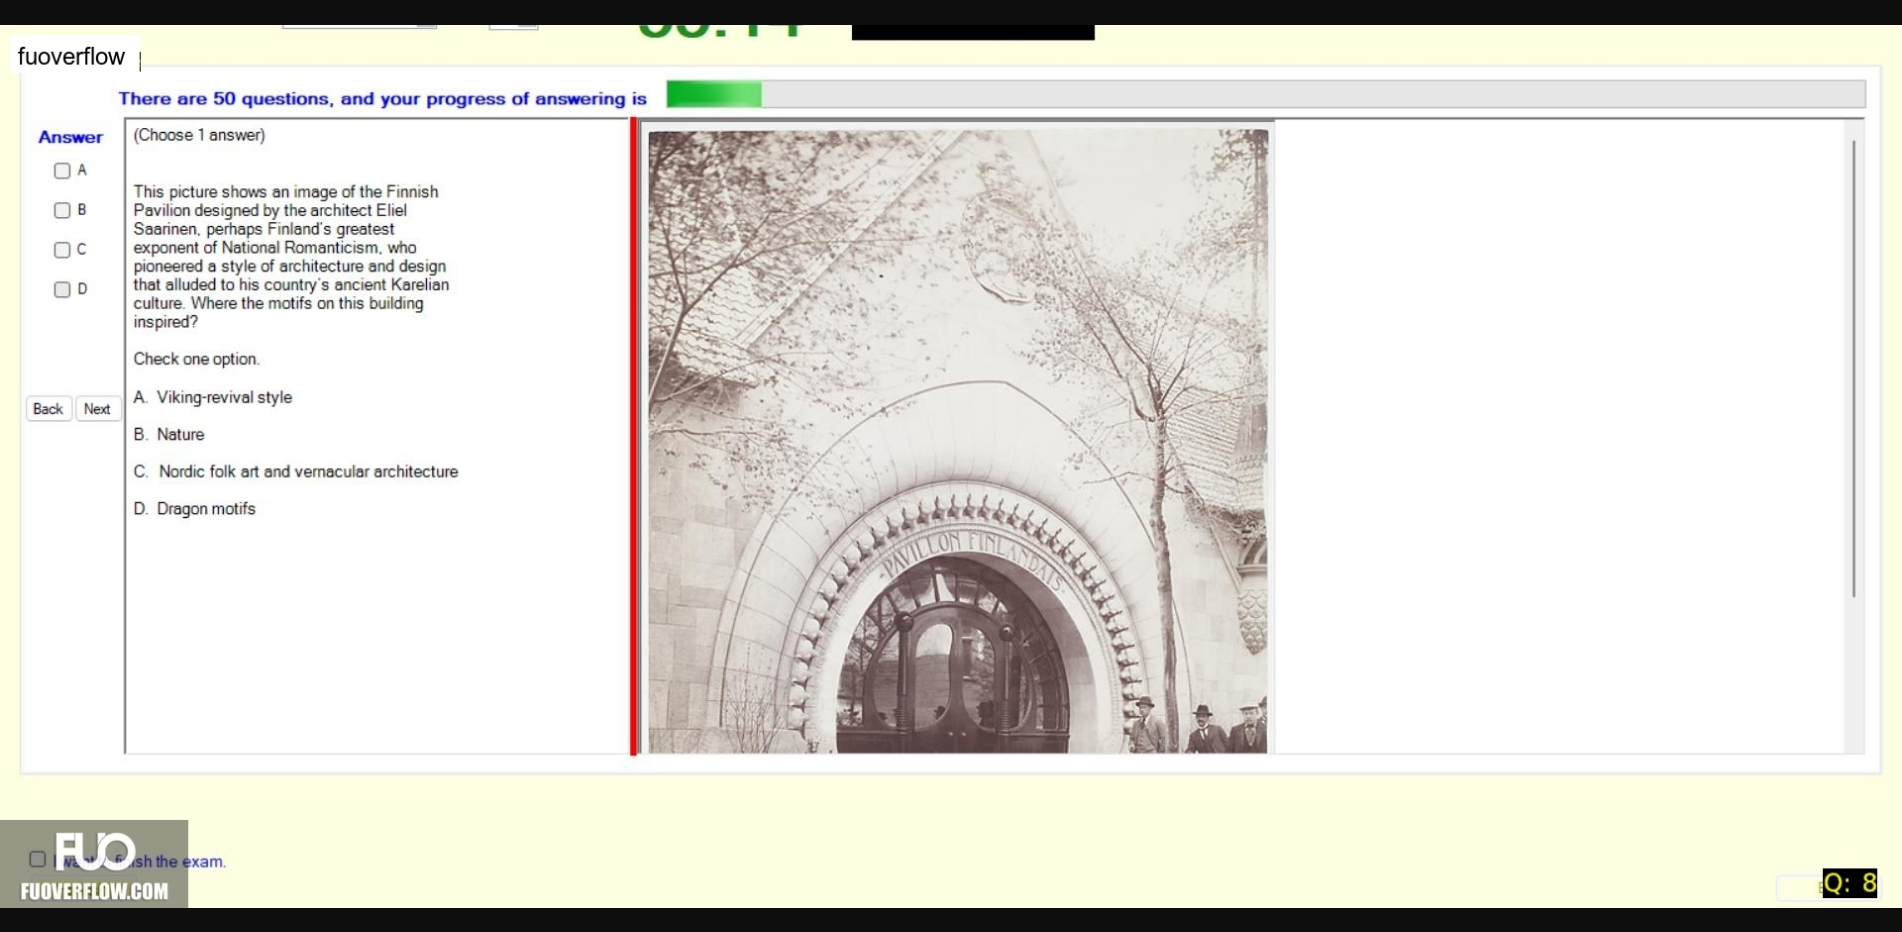 fuoverflow
There are 50 questions, and your progress of answering is
Answer
A
B
C
D
Back
Next
(Choose 1 answer)
This picture shows an image of the Finnish
Pavilion designed by the architect Eliel
Saarinen, perhaps Finland's greatest
exponent of National Romanticism, who
pioneered a style of architecture and design
that alluded to his country's ancient Karelian
culture. Where the motifs on this building
inspired?
Check one option.
A. Viking-revival style
B. Nature
C. Nordic folk art and vernacular architecture
D. Dragon motifs
PAVILLON FINLANDAIS
FUO
finish the exam.
FUOVERFLOW.COM
Q: 8